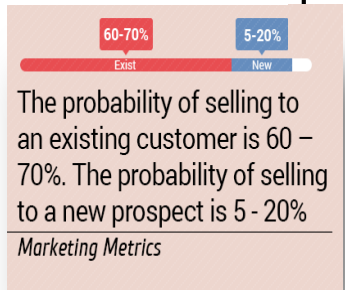 60-70% 5-20%
Exist New
The probability of selling to
an existing customer is 60 –
70%. The probability of selling
to a new prospect is 5 - 20%
Marketing Metrics